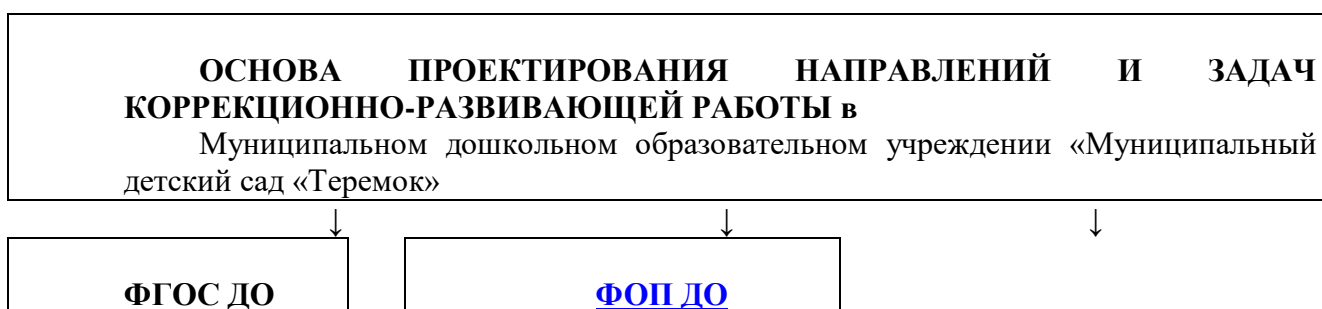 ОСНОВА ПРОЕКТИРОВАНИЯ НАПРАВЛЕНИЙ И ЗАДАЧ
КОРРЕКЦИОННО-РАЗВИВАЮЩЕЙ РАБОТЫ в
Муниципальном дошкольном образовательном учреждении «Муниципальный
детский сад «Теремок»
↓ ↓ ↓
ФГОС ДО ФОП ДО